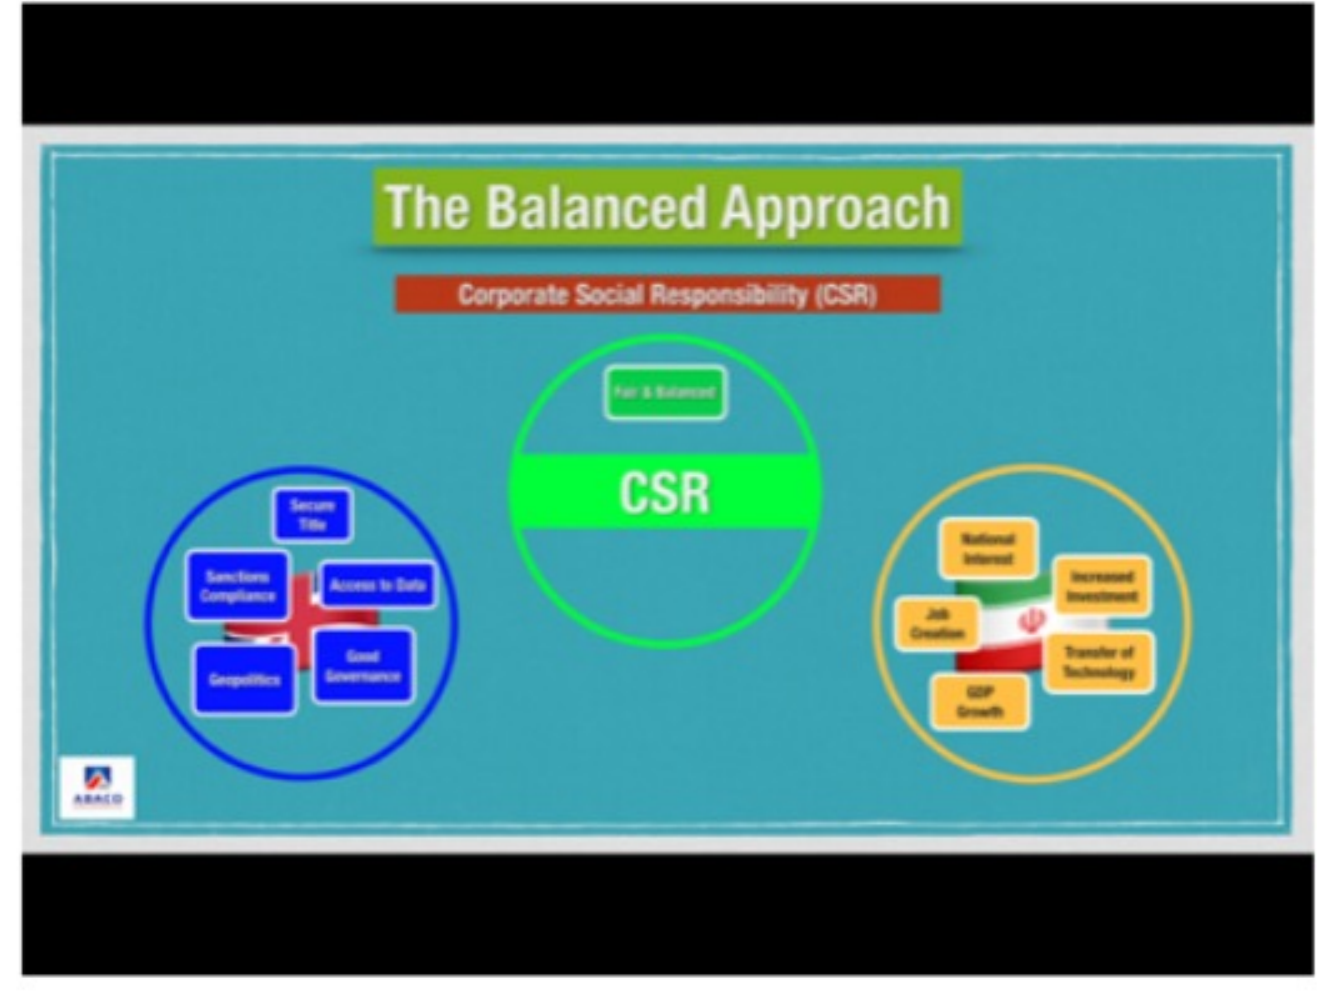 The Balanced Approach
Corporate Social Responsibility (CSR)
Fair & Balanced
CSR
Secure
Title
Sanctions
Compliance
Access to Data
Geopolitics
Good
Governance
National
Interest
Increased
Investment
Job
Creation
Transfer of
Technology
GDP
Growth
ABACO